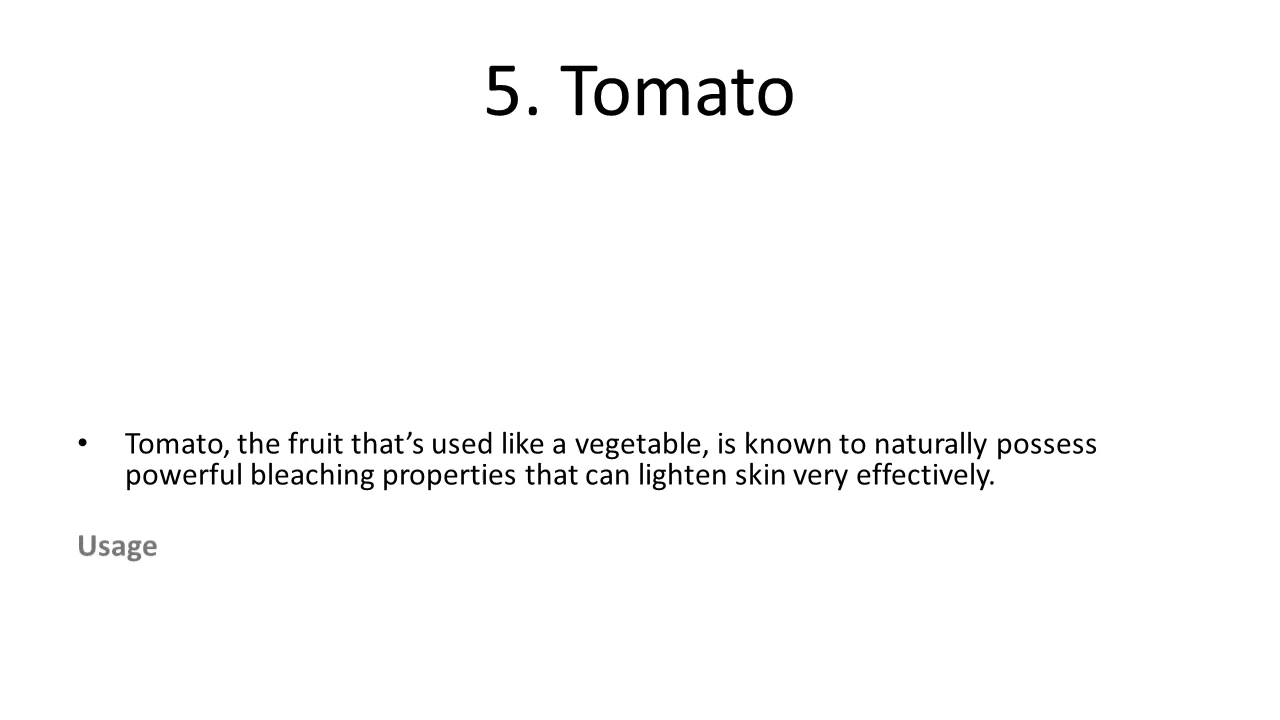 5. Tomato
• Tomato, the fruit that’s used like a vegetable, is known to naturally possess
powerful bleaching properties that can lighten skin very effectively.
Usage